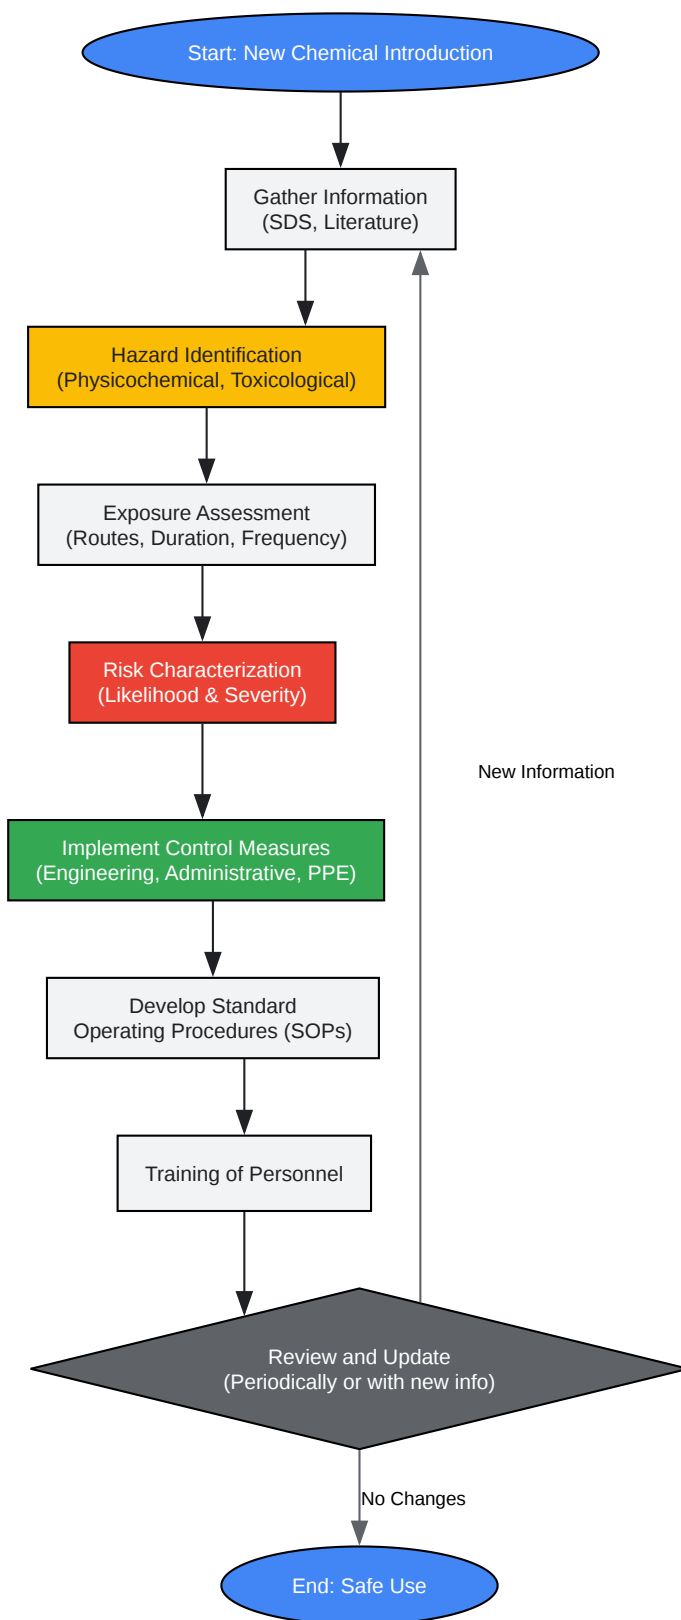 Start: New Chemical Introduction
Gather Information
(SDS, Literature)
Hazard Identification
(Physicochemical, Toxicological)
Exposure Assessment
(Routes, Duration, Frequency)
Risk Characterization
(Likelihood & Severity)
New Information
Implement Control Measures
(Engineering, Administrative, PPE)
Develop Standard
Operating Procedures (SOPs)
Training of Personnel
Review and Update
(Periodically or with new info)
No Changes
End: Safe Use